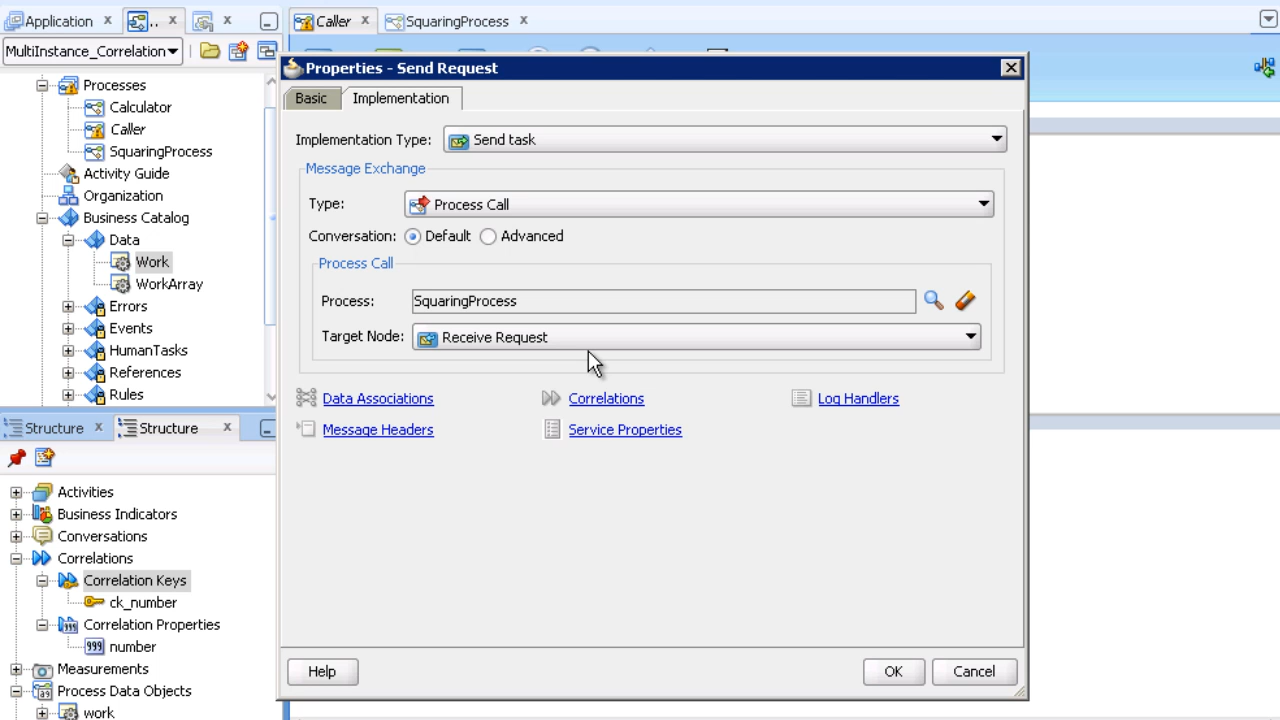 Application
..
Caller
SquaringProcess
MultiInstance_Correlation
Processes
Calculator
Caller
SquaringProcess
Activity Guide
Organization
Business Catalog
Data
Work
WorkArray
Errors
Events
HumanTasks
References
Rules
Structure
Structure
Activities
Business Indicators
Conversations
Correlations
Correlation Keys
ck_number
Correlation Properties
number
Measurements
Process Data Objects
work
Properties - Send Request
Basic
Implementation
Implementation Type: Send task
Message Exchange
Type: Process Call
Conversation: Default Advanced
Process Call
Process: SquaringProcess
Target Node: Receive Request
Data Associations Correlations Log Handlers
Message Headers Service Properties
Help OK Cancel